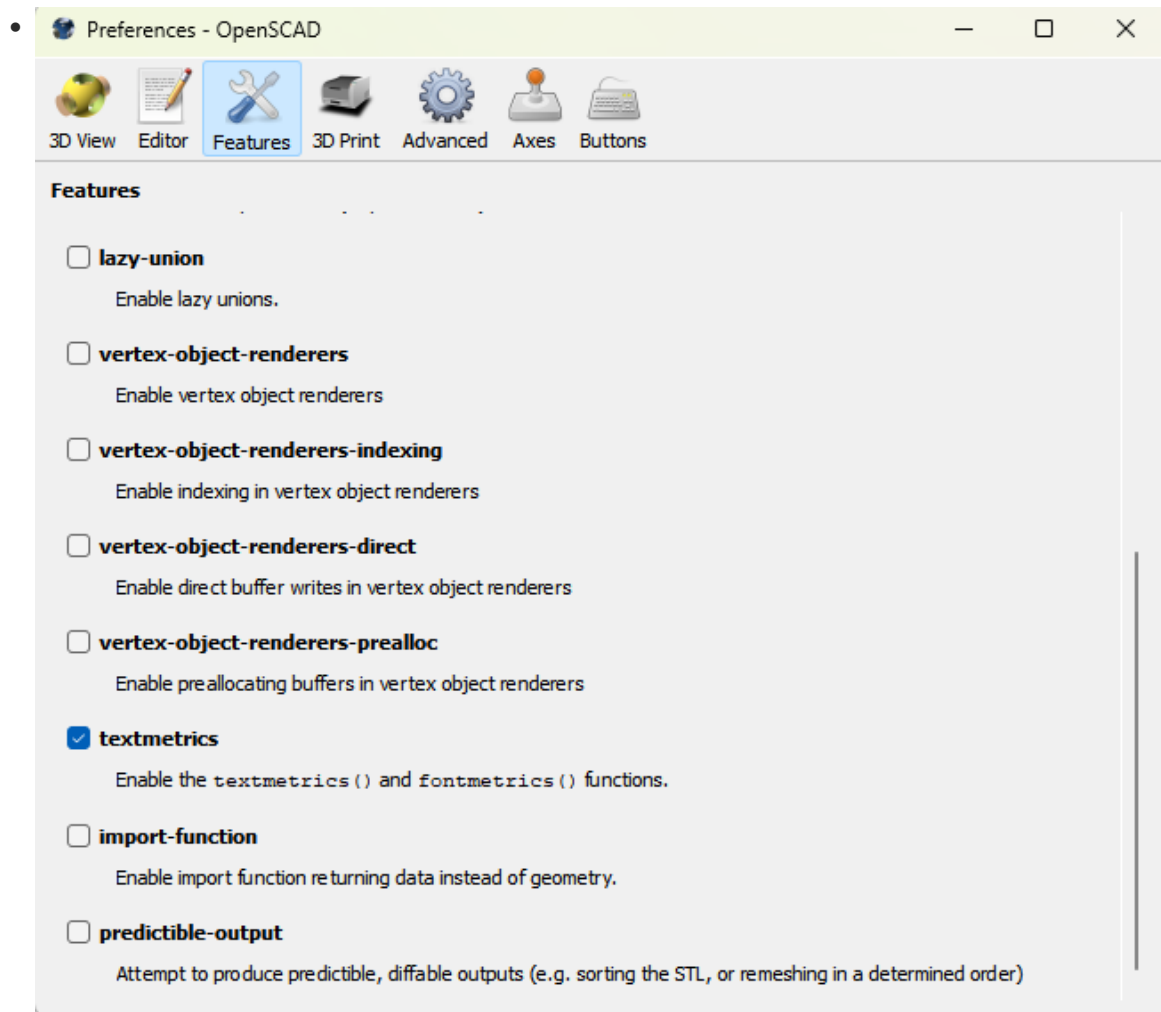 Preferences - OpenSCAD
3D View Editor Features 3D Print Advanced Axes Buttons
Features
lazy-union
Enable lazy unions.
vertex-object-renderers
Enable vertex object renderers
vertex-object-renderers-indexing
Enable indexing in vertex object renderers
vertex-object-renderers-direct
Enable direct buffer writes in vertex object renderers
vertex-object-renderers-prealloc
Enable preallocating buffers in vertex object renderers
textmetrics
Enable the textmetrics() and fontmetrics() functions.
import-function
Enable import function returning data instead of geometry.
predictible-output
Attempt to produce predictible, diffable outputs (e.g. sorting the STL, or remeshing in a determined order)